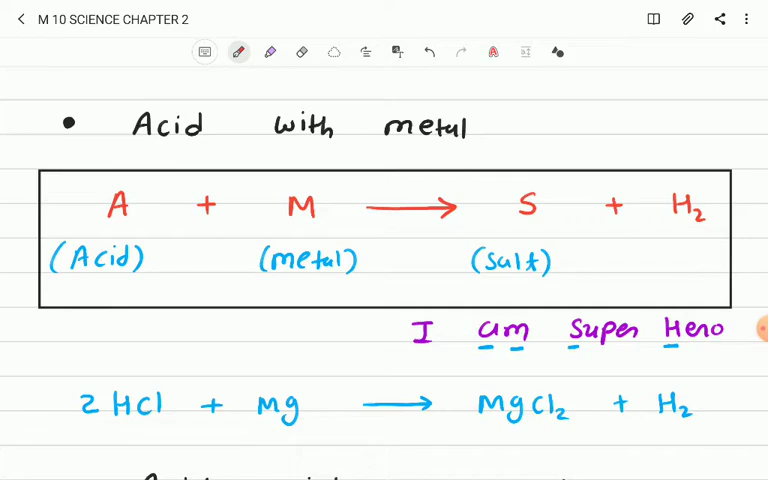 M 10 SCIENCE CHAPTER 2
• Acid with metal
A + M ⟶ S + H₂
(Acid) (metal) (salt)
I am Super Hero
2 HCl + Mg ⟶ MgCl₂ + H₂